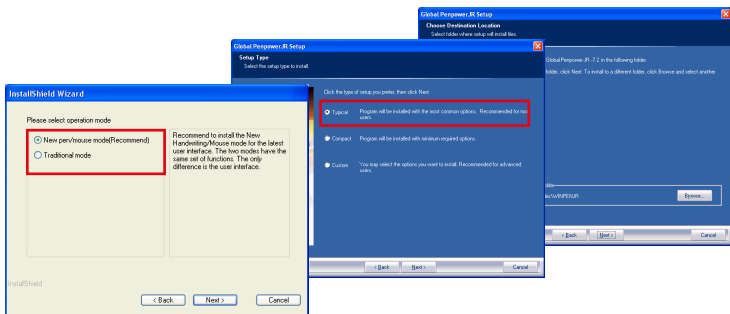 Global Penpower JR Setup
Choose Destination Location
Select folder where setup will install files.
Global Penpower JR -7.2 in the following folder.
folder, click Next. To install to a different folder, click Browse and select another
les\WINPENJR
Browse...
< Back
Next >
Cancel
Global Penpower JR Setup
Setup Type
Select the setup type to install.
Click the type of setup you prefer, then click Next.
Typical
Program will be installed with the most common options. Recommended for mo
users.
Compact
Program will be installed with minimum required options.
Custom
You may select the options you want to install. Recommended for advanced
users.
< Back
Next >
Cancel
InstallShield Wizard
Please select operation mode
New pen/mouse mode(Recommend)
Traditional mode
Recommend to install the New
Handwriting/Mouse mode for the latest
user interface. The two modes have the
same set of functions. The only
difference is the user interface.
InstallShield
< Back
Next >
Cancel